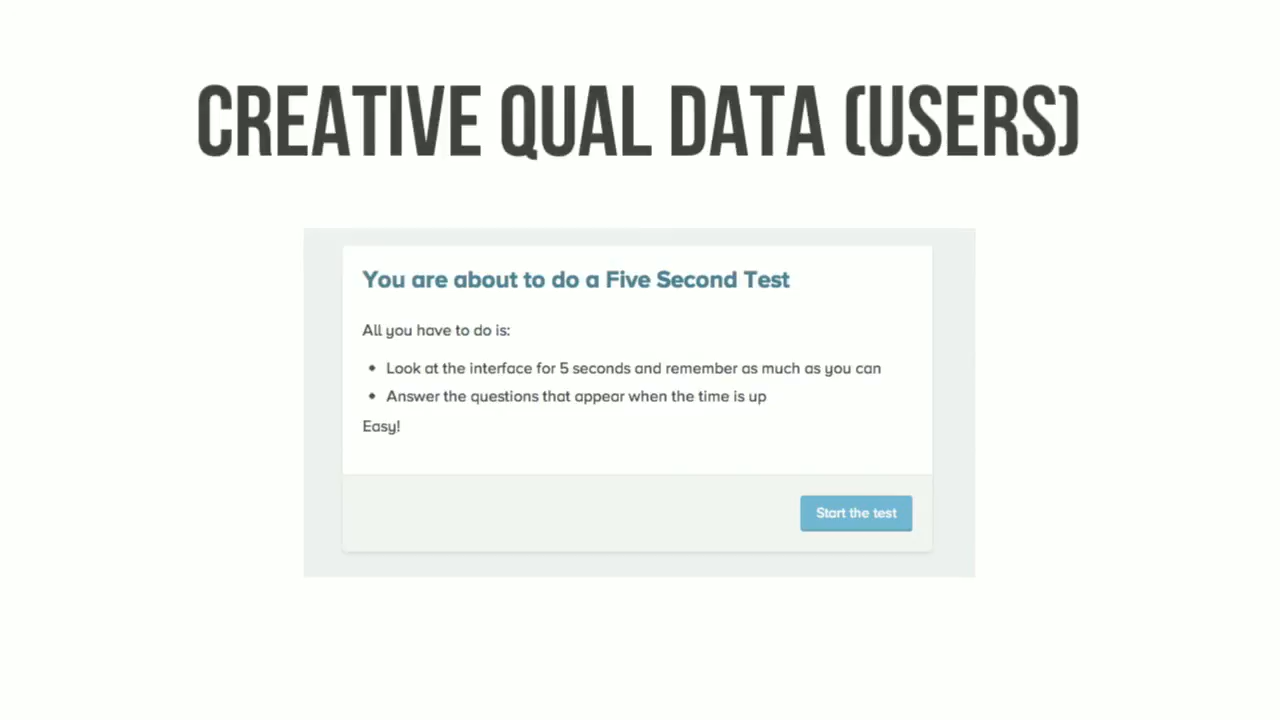 CREATIVE QUAL DATA (USERS)
You are about to do a Five Second Test
All you have to do is:
• Look at the interface for 5 seconds and remember as much as you can
• Answer the questions that appear when the time is up
Easy!
Start the test